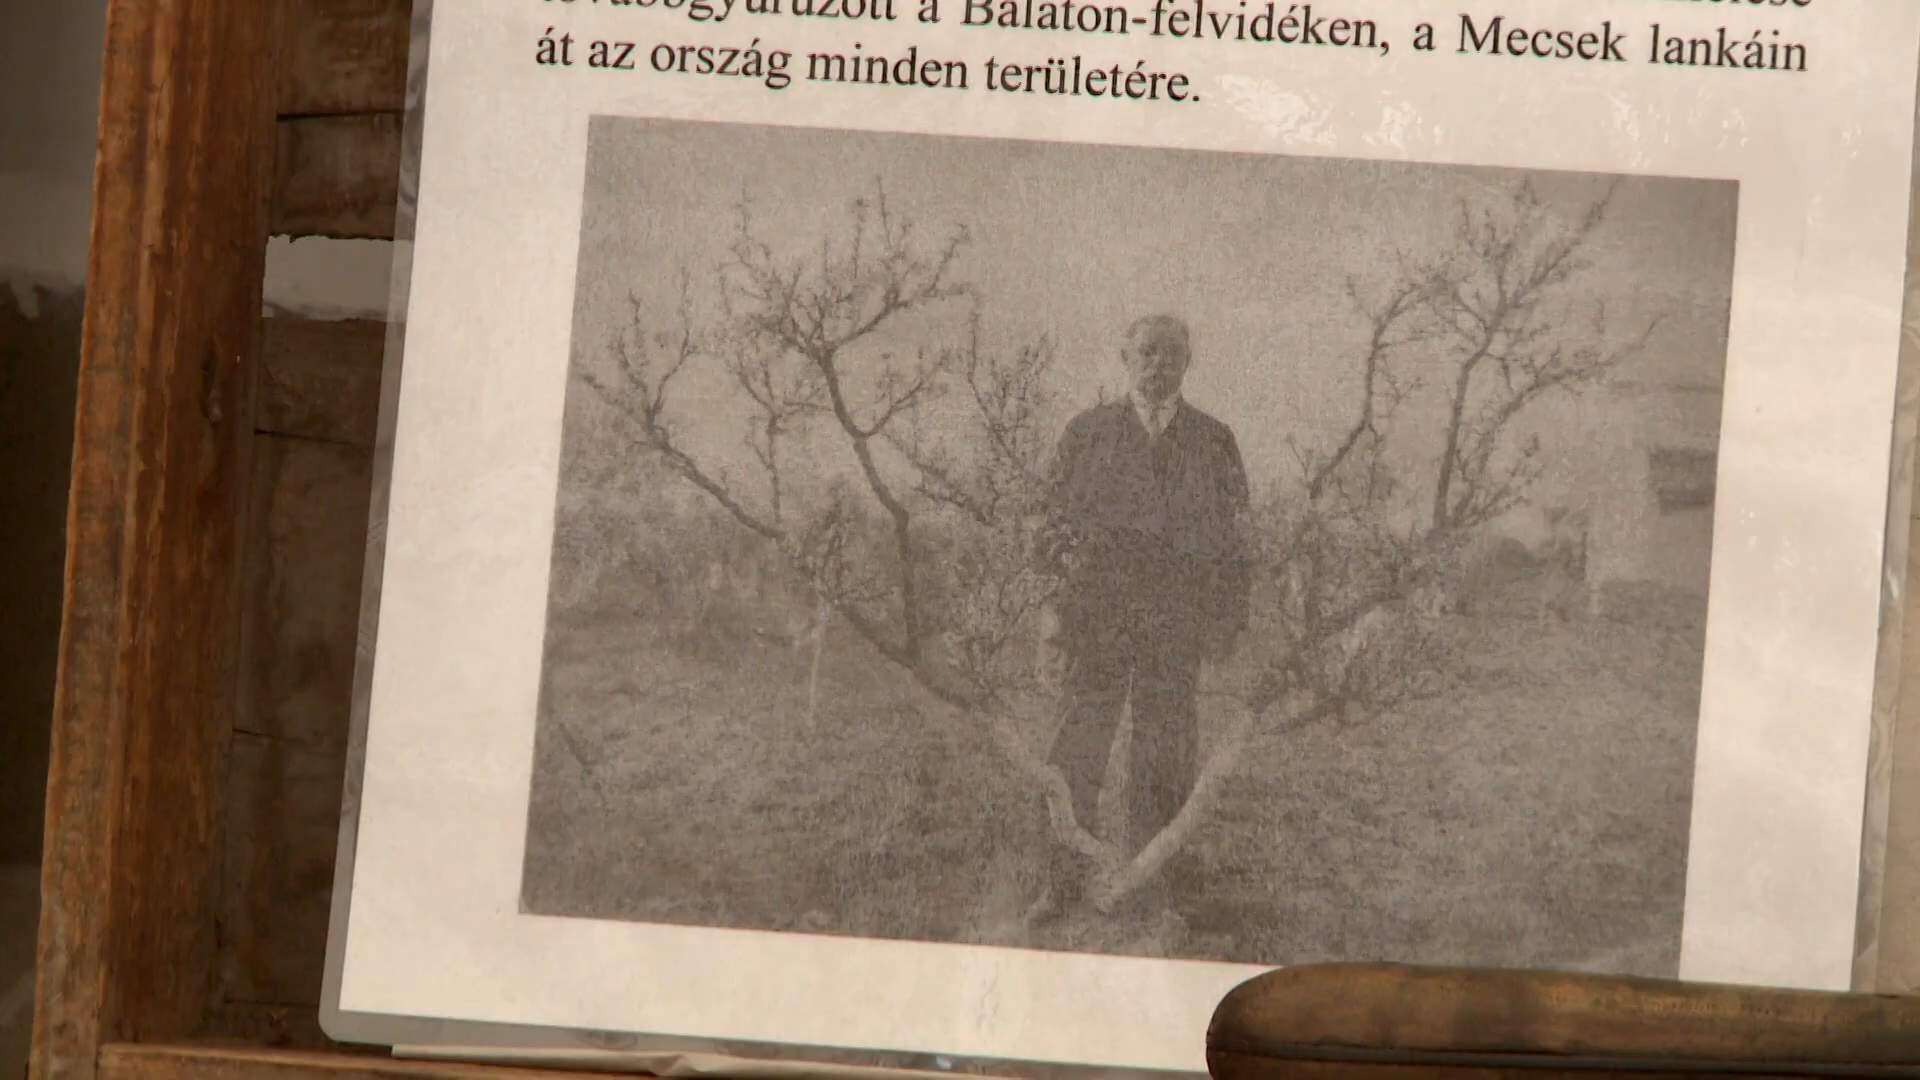 a Balaton-felvidéken, a Mecsek lankáin
át az ország minden területére.